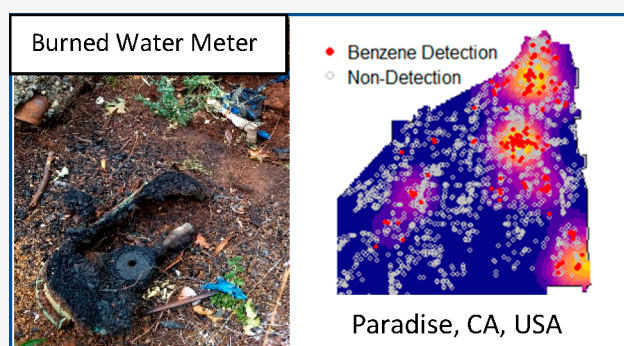 Burned Water Meter
Benzene Detection
Non-Detection
Paradise, CA, USA